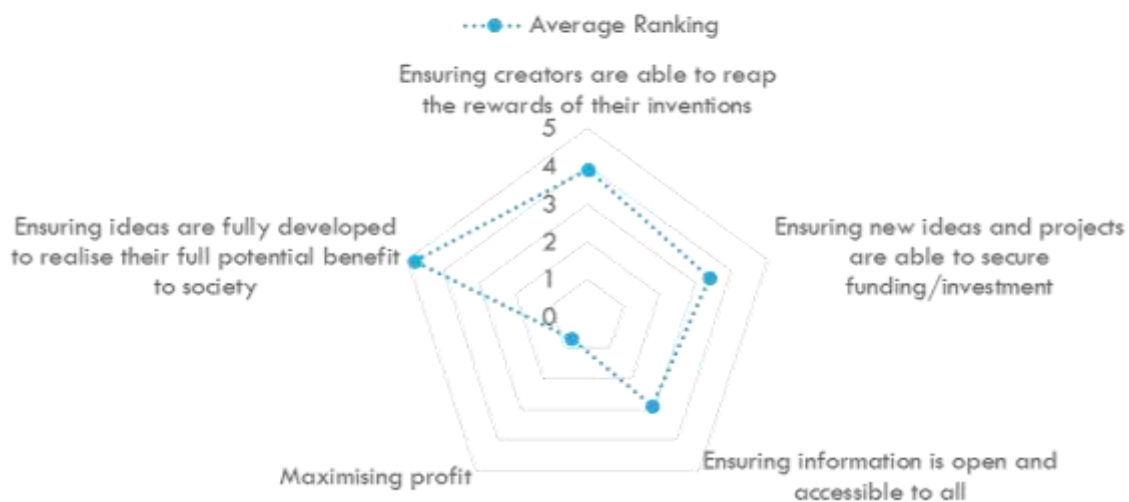 Average Ranking
Ensuring creators are able to reap
the rewards of their inventions
5
4
3
2
1
0
Ensuring ideas are fully developed
to realise their full potential benefit
to society
Ensuring new ideas and projects
are able to secure
funding/investment
Maximising profit
Ensuring information is open and
accessible to all